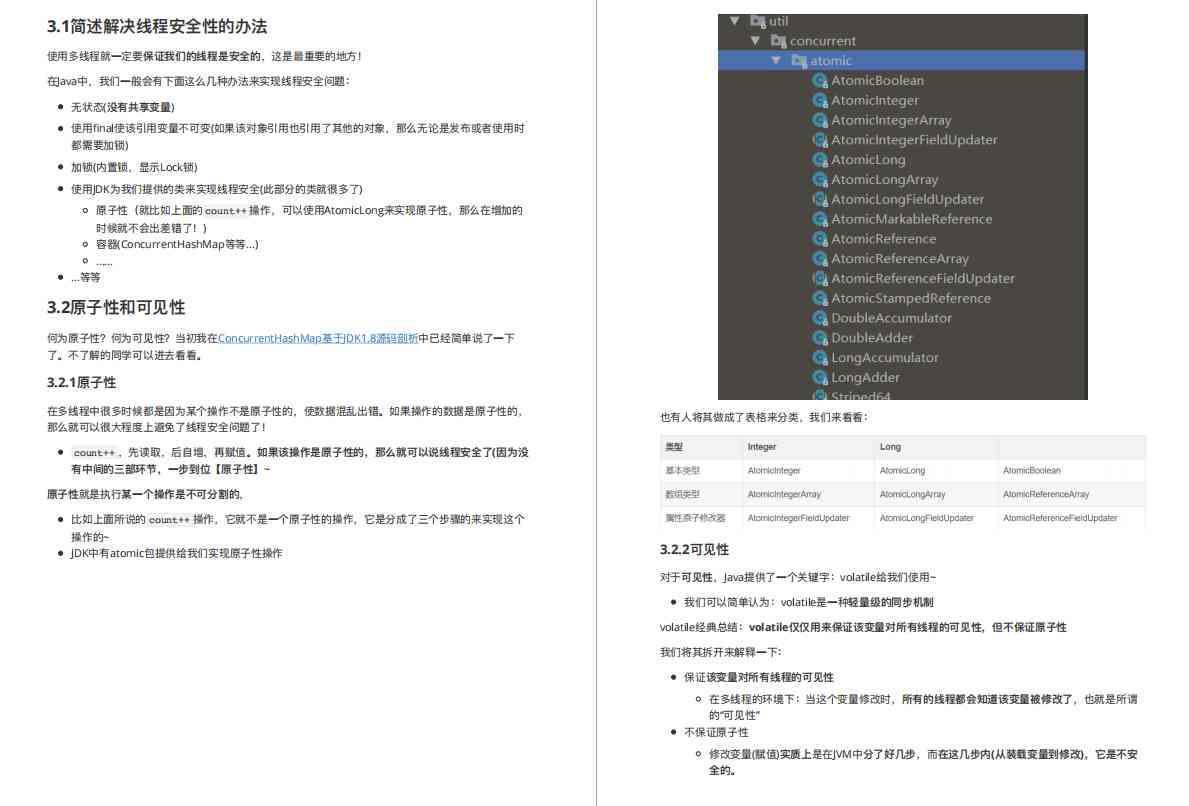 3.1简述解决线程安全性的办法
使用多线程就一定要保证我们的线程是安全的，这是最重要的地方！
在Java中，我们一般会有下面这么几种办法来实现线程安全问题：
无状态(没有共享变量)
使用final使该引用变量不可变(如果该对象引用也引用了其他的对象，那么无论是发布或者使用时
都需要加锁)
加锁(内置锁，显示Lock锁)
使用JDK为我们提供的类来实现线程安全(此部分的类就很多了)
原子性（就比如上面的 count++ 操作，可以使用AtomicLong来实现原子性，那么在增加的
时候就不会出差错了！)
容器(ConcurrentHashMap等等...)
......
...等等
3.2原子性和可见性
何为原子性？何为可见性？当初我在ConcurrentHashMap基于JDK1.8源码剖析中已经简单说了一下
了。不了解的同学可以进去看看。
3.2.1原子性
在多线程中很多时候都是因为某个操作不是原子性的，使数据混乱出错。如果操作的数据是原子性的，
那么就可以很大程度上避免了线程安全问题了！
count++ ，先读取，后自增，再赋值。如果该操作是原子性的，那么就可以说线程安全了(因为没
有中间的三部环节，一步到位【原子性】~
原子性就是执行某一个操作是不可分割的，
比如上面所说的 count++ 操作，它就不是一个原子性的操作，它是分成了三个步骤的来实现这个
操作的~
JDK中有atomic包提供给我们实现原子性操作
util
concurrent
atomic
AtomicBoolean
AtomicInteger
AtomicIntegerArray
AtomicIntegerFieldUpdater
AtomicLong
AtomicLongArray
AtomicLongFieldUpdater
AtomicMarkableReference
AtomicReference
AtomicReferenceArray
AtomicReferenceFieldUpdater
AtomicStampedReference
DoubleAccumulator
DoubleAdder
LongAccumulator
LongAdder
Striped64
也有人将其做成了表格来分类，我们来看看：
类型 Integer Long
基本类型 AtomicInteger AtomicLong AtomicBoolean
数组类型 AtomicIntegerArray AtomicLongArray AtomicReferenceArray
属性原子修改器 AtomicIntegerFieldUpdater AtomicLongFieldUpdater AtomicReferenceFieldUpdater
3.2.2可见性
对于可见性，Java提供了一个关键字：volatile给我们使用~
我们可以简单认为：volatile是一种轻量级的同步机制
volatile经典总结：volatile仅仅用来保证该变量对所有线程的可见性，但不保证原子性
我们将其拆开来解释一下：
保证该变量对所有线程的可见性
在多线程的环境下：当这个变量修改时，所有的线程都会知道该变量被修改了，也就是所谓
的“可见性”
不保证原子性
修改变量(赋值)实质上是在JVM中分了好几步，而在这几步内(从装载变量到修改)，它是不安
全的。